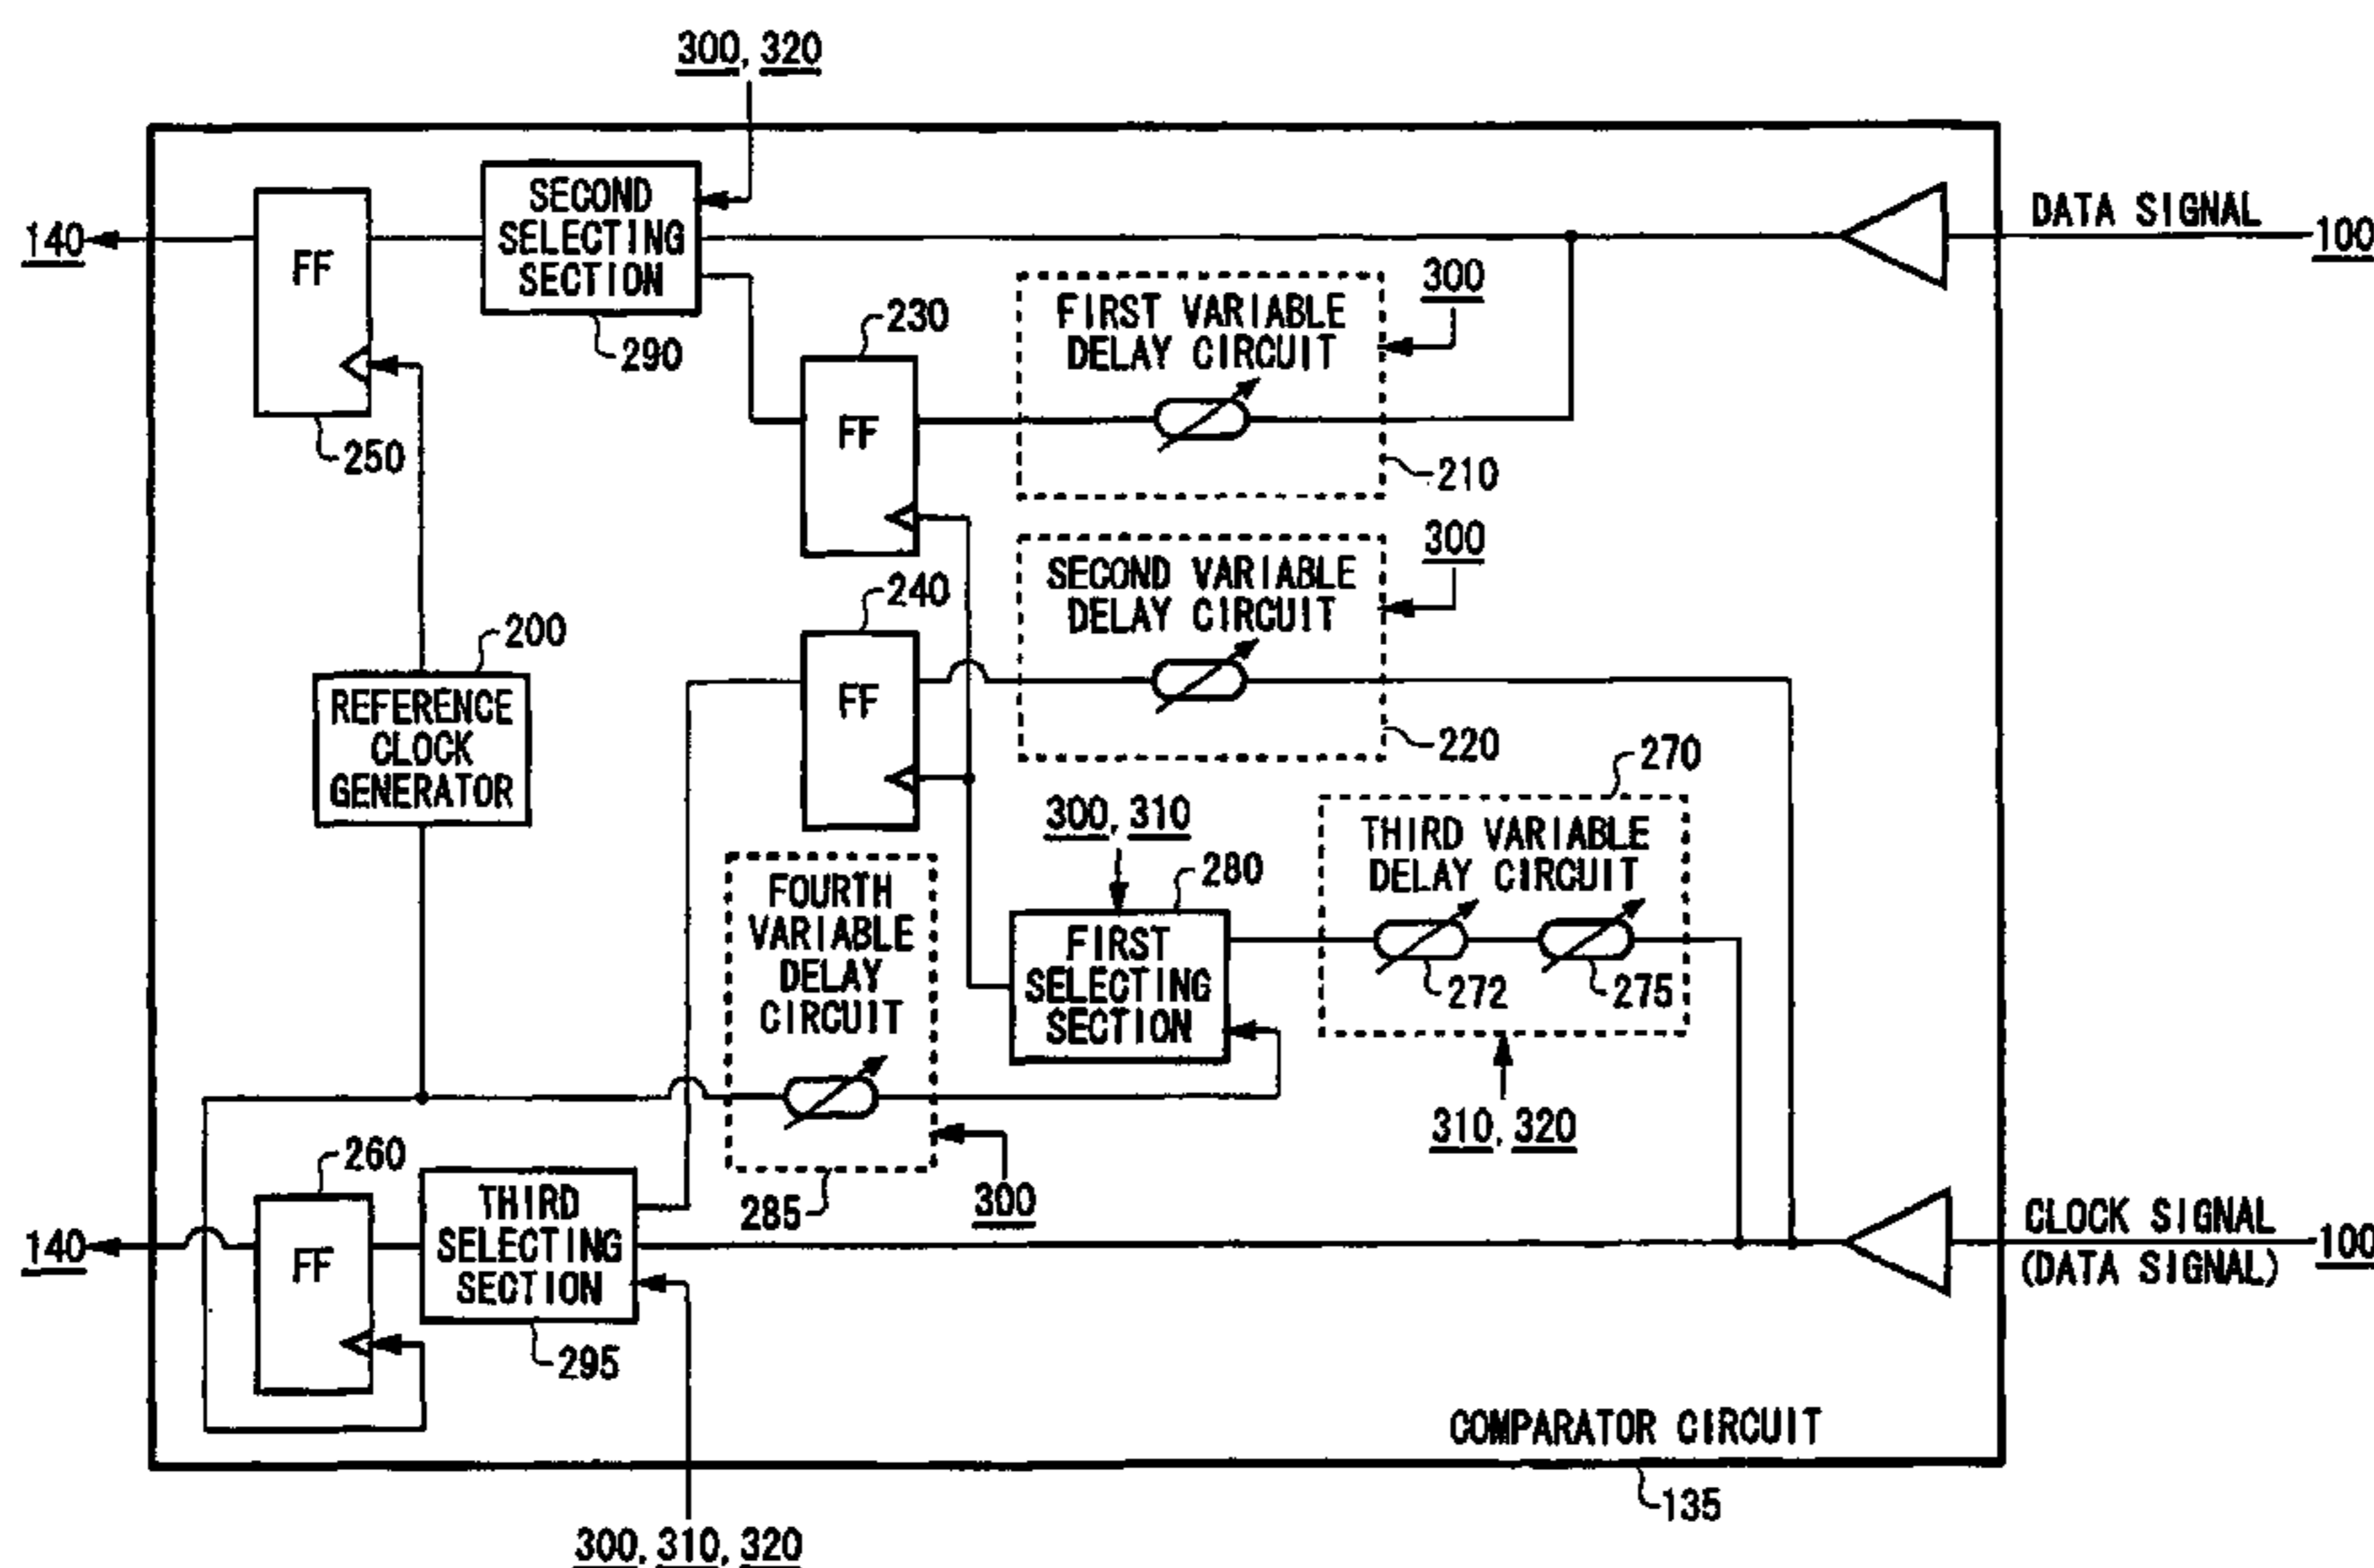 300, 320
SECOND
SELECTING
SECTION
290
DATA SIGNAL
100
140
FF
250
230
FF
FIRST VARIABLE
DELAY CIRCUIT
300
210
240
FF
SECOND VARIABLE
DELAY CIRCUIT
300
220
200
REFERENCE
CLOCK
GENERATOR
270
THIRD VARIABLE
DELAY CIRCUIT
272
275
310, 320
300, 310
280
FIRST
SELECTING
SECTION
FOURTH
VARIABLE
DELAY
CIRCUIT
285
300
260
FF
140
THIRD
SELECTING
SECTION
295
300, 310, 320
CLOCK SIGNAL
(DATA SIGNAL)
100
COMPARATOR CIRCUIT
135